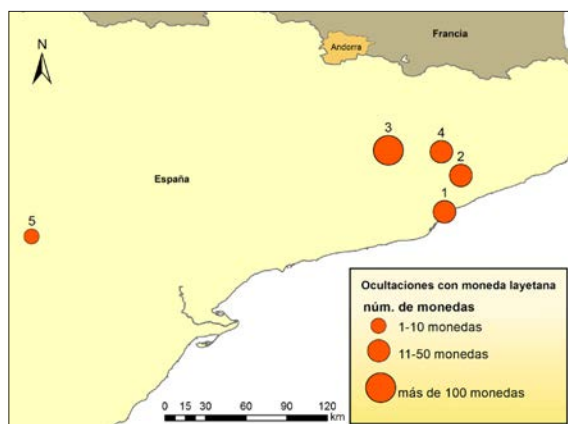 N
Francia
Andorra
3
4
2
España
1
5
Ocultaciones con moneda layetana
núm. de monedas
1-10 monedas
11-50 monedas
más de 100 monedas
0 15 30 60 90 120
km